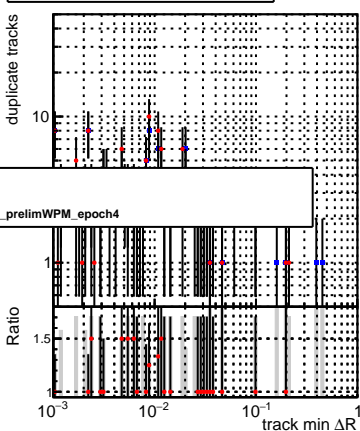 duplicate tracks
10
_prelimWPM_epoch4
1
Ratio
1.5
1
10−3
10−2
10−1
1
track min ΔR